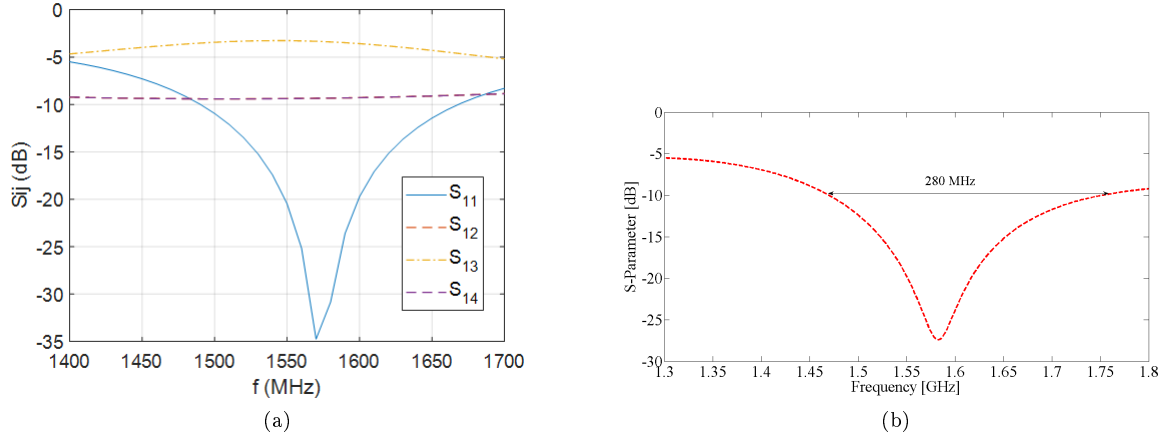 0
-5
-10
-15
-20
-25
-30
-35
Sij (dB)
1400 1450 1500 1550 1600 1650 1700
f (MHz)
S11
S12
S13
S14
(a)
0
-5
-10
-15
-20
-25
-30
S-Parameter [dB]
280 MHz
1.3 1.35 1.4 1.45 1.5 1.55 1.6 1.65 1.7 1.75 1.8
Frequency [GHz]
(b)